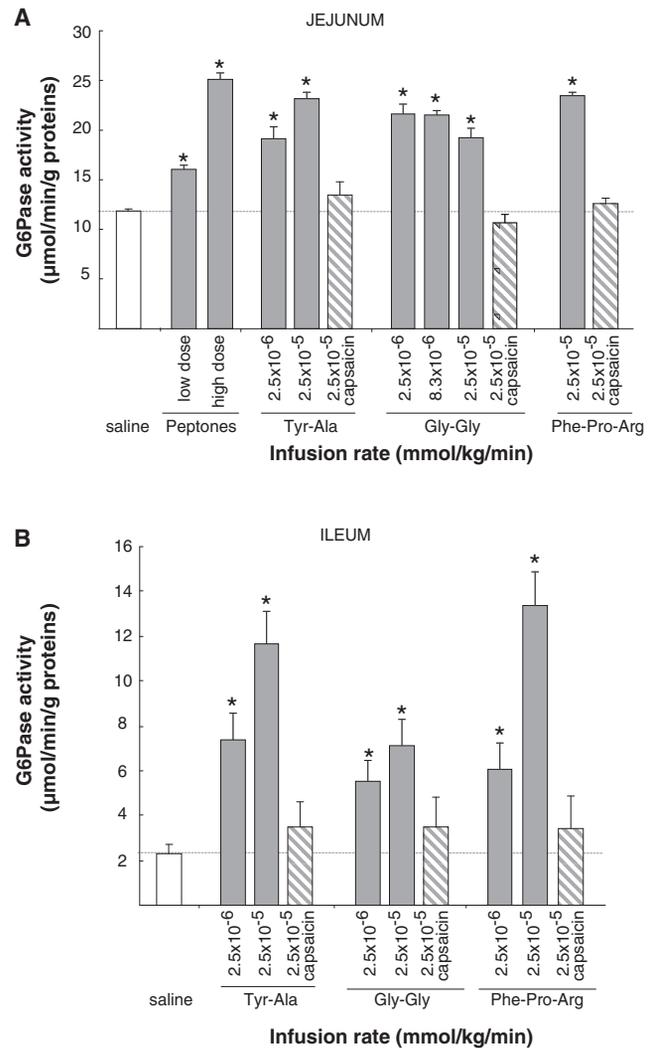 A
JEJUNUM
G6Pase activity
(µmol/min/g proteins)
30
25
20
15
10
5
* * * * * * * *
low dose
high dose
2.5x10-6
2.5x10-5
2.5x10-5
capsaicin
2.5x10-6
8.3x10-6
2.5x10-5
2.5x10-5
capsaicin
2.5x10-5
2.5x10-5
capsaicin
saline Peptones Tyr-Ala Gly-Gly Phe-Pro-Arg
Infusion rate (mmol/kg/min)
B
ILEUM
G6Pase activity
(µmol/min/g proteins)
16
14
12
10
8
6
4
2
* * * * * *
2.5x10-6
2.5x10-5
2.5x10-5
capsaicin
2.5x10-6
2.5x10-5
2.5x10-5
capsaicin
2.5x10-6
2.5x10-5
2.5x10-5
capsaicin
saline Tyr-Ala Gly-Gly Phe-Pro-Arg
Infusion rate (mmol/kg/min)